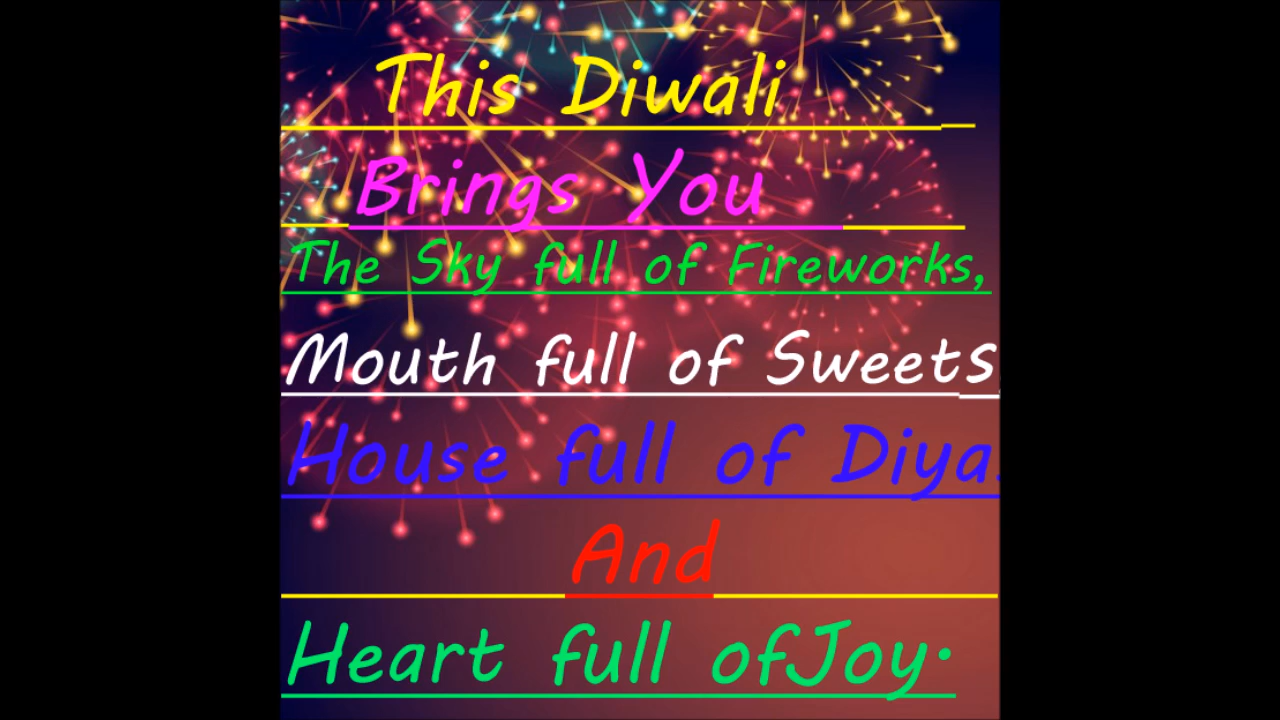 This Diwali
Brings You
The Sky full of Fireworks,
Mouth full of Sweets
House full of Diya
And
Heart full ofJoy.